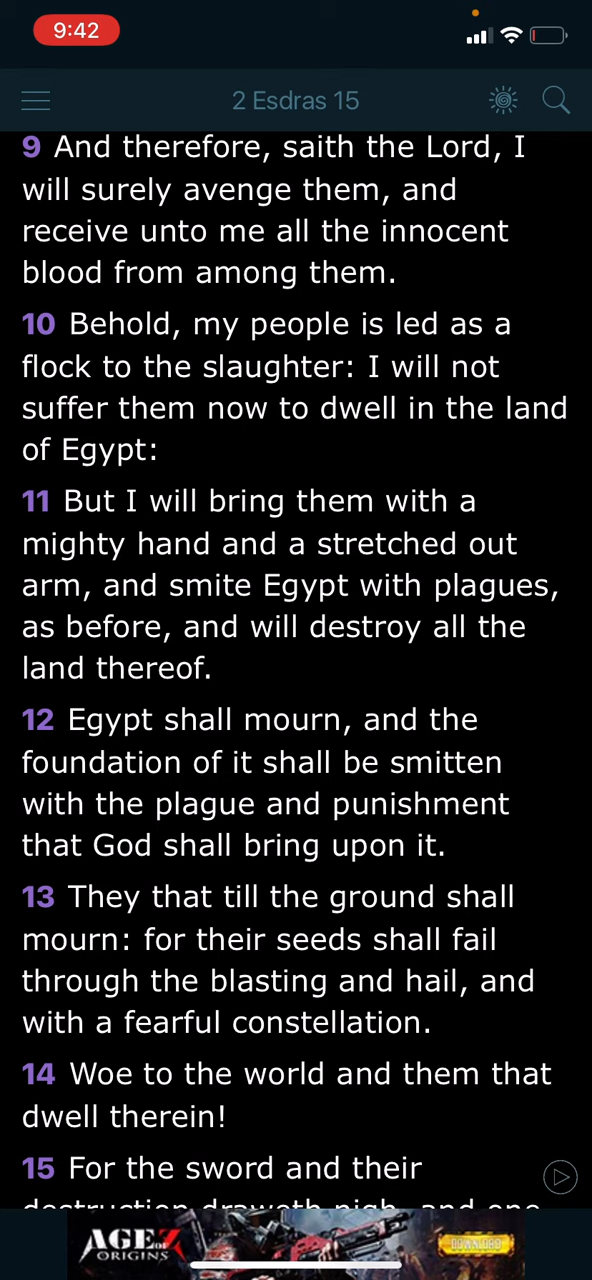 9:42
2 Esdras 15
9 And therefore, saith the Lord, I
will surely avenge them, and
receive unto me all the innocent
blood from among them.
10 Behold, my people is led as a
flock to the slaughter: I will not
suffer them now to dwell in the land
of Egypt:
11 But I will bring them with a
mighty hand and a stretched out
arm, and smite Egypt with plagues,
as before, and will destroy all the
land thereof.
12 Egypt shall mourn, and the
foundation of it shall be smitten
with the plague and punishment
that God shall bring upon it.
13 They that till the ground shall
mourn: for their seeds shall fail
through the blasting and hail, and
with a fearful constellation.
14 Woe to the world and them that
dwell therein!
15 For the sword and their
destruction draweth nigh, and one
AGE OF Z
ORIGINS
DOWNLOAD